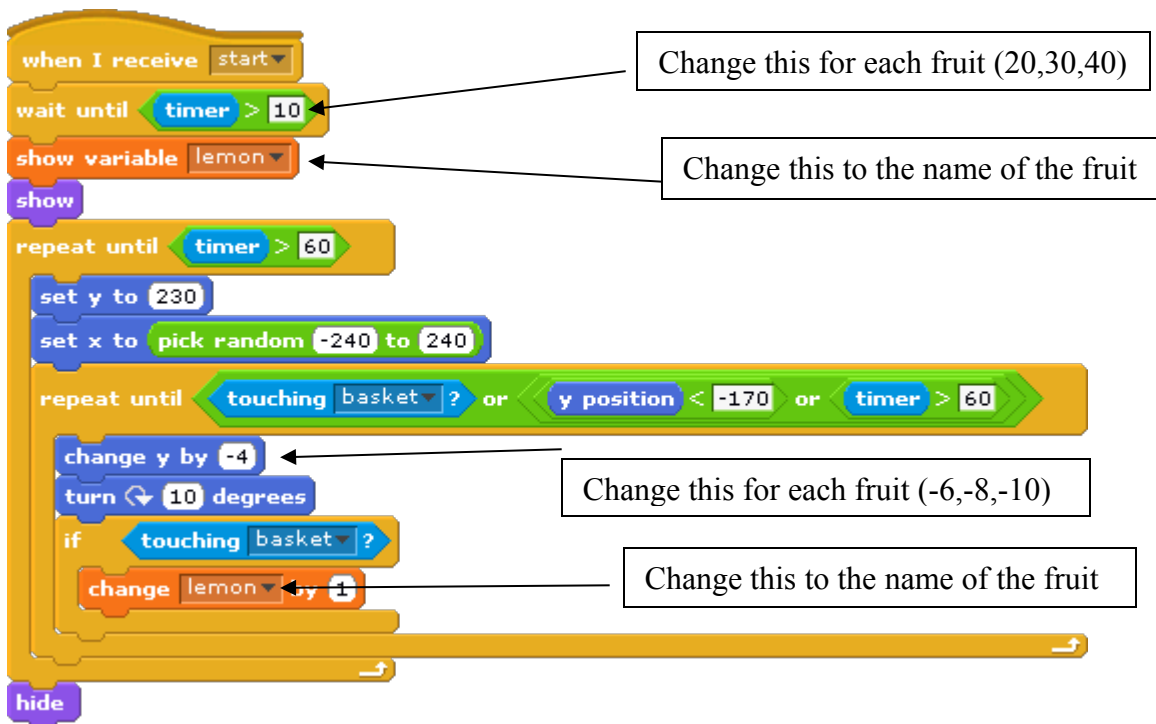 when I receive start
Change this for each fruit (20,30,40)
wait until timer > 10
show variable lemon
Change this to the name of the fruit
show
repeat until timer > 60
set y to 230
set x to pick random -240 to 240
repeat until touching basket ? or y position < -170 or timer > 60
change y by -4
Change this for each fruit (-6,-8,-10)
turn 10 degrees
if touching basket ?
Change this to the name of the fruit
change lemon by 1
hide